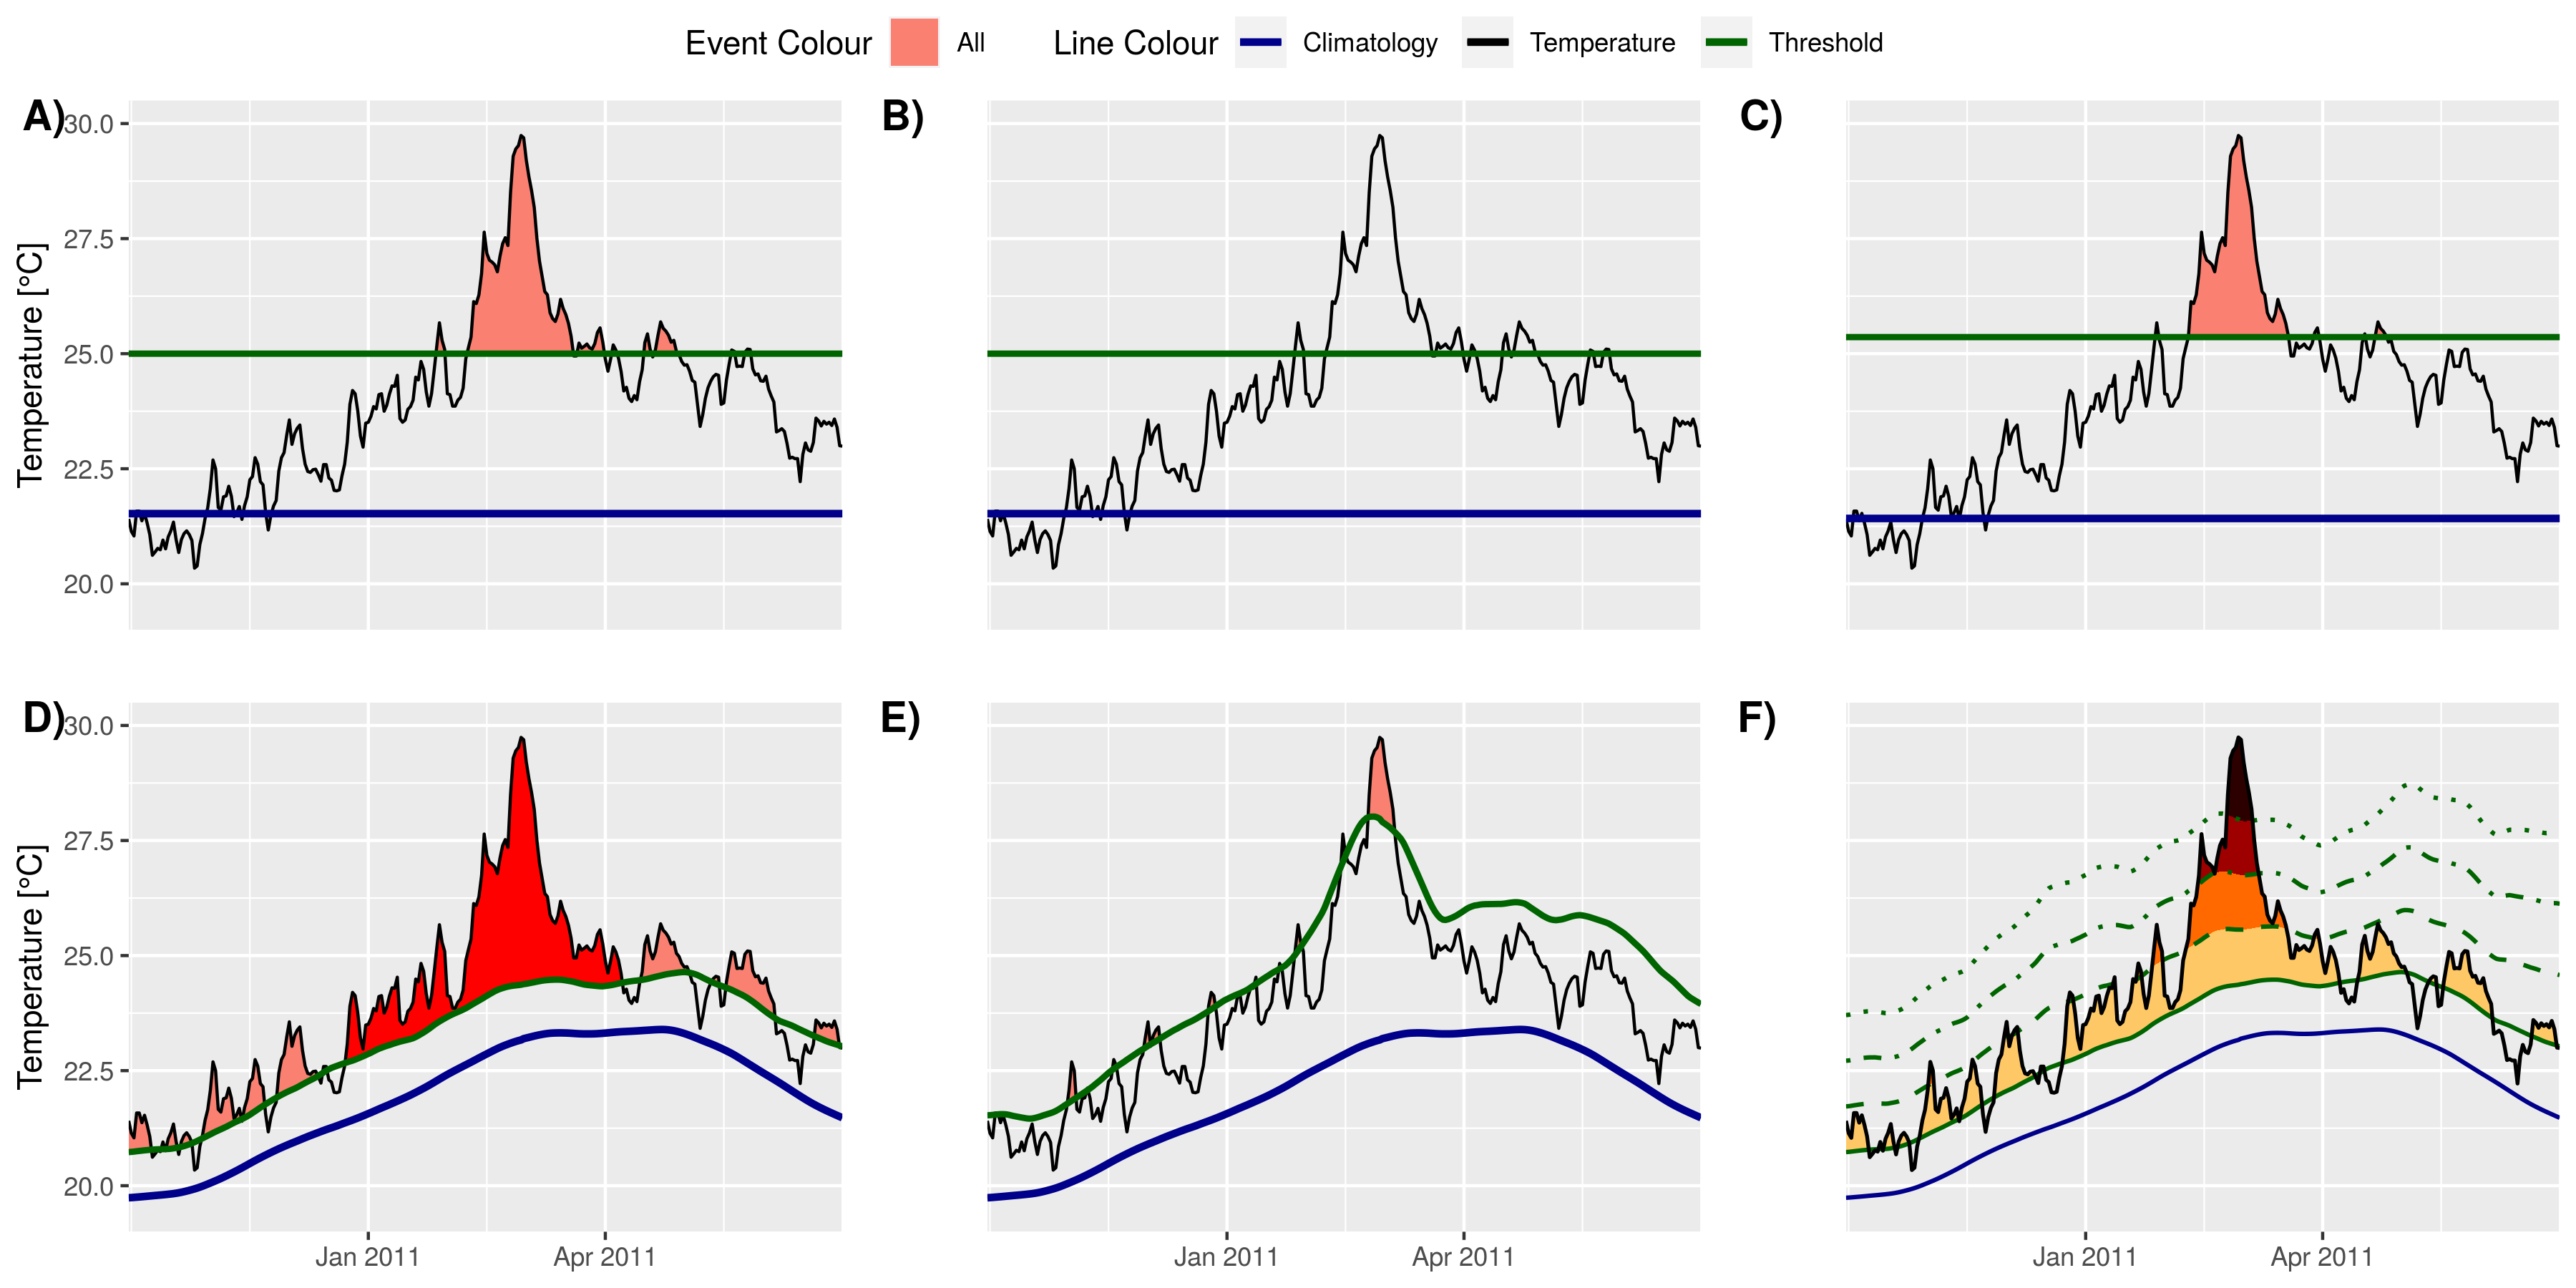 Event Colour All Line Colour Climatology Temperature Threshold
A) B) C)
30.0
27.5
25.0
22.5
20.0
Temperature [°C]
D) E) F)
30.0
27.5
25.0
22.5
20.0
Temperature [°C]
Jan 2011 Apr 2011 Jan 2011 Apr 2011 Jan 2011 Apr 2011